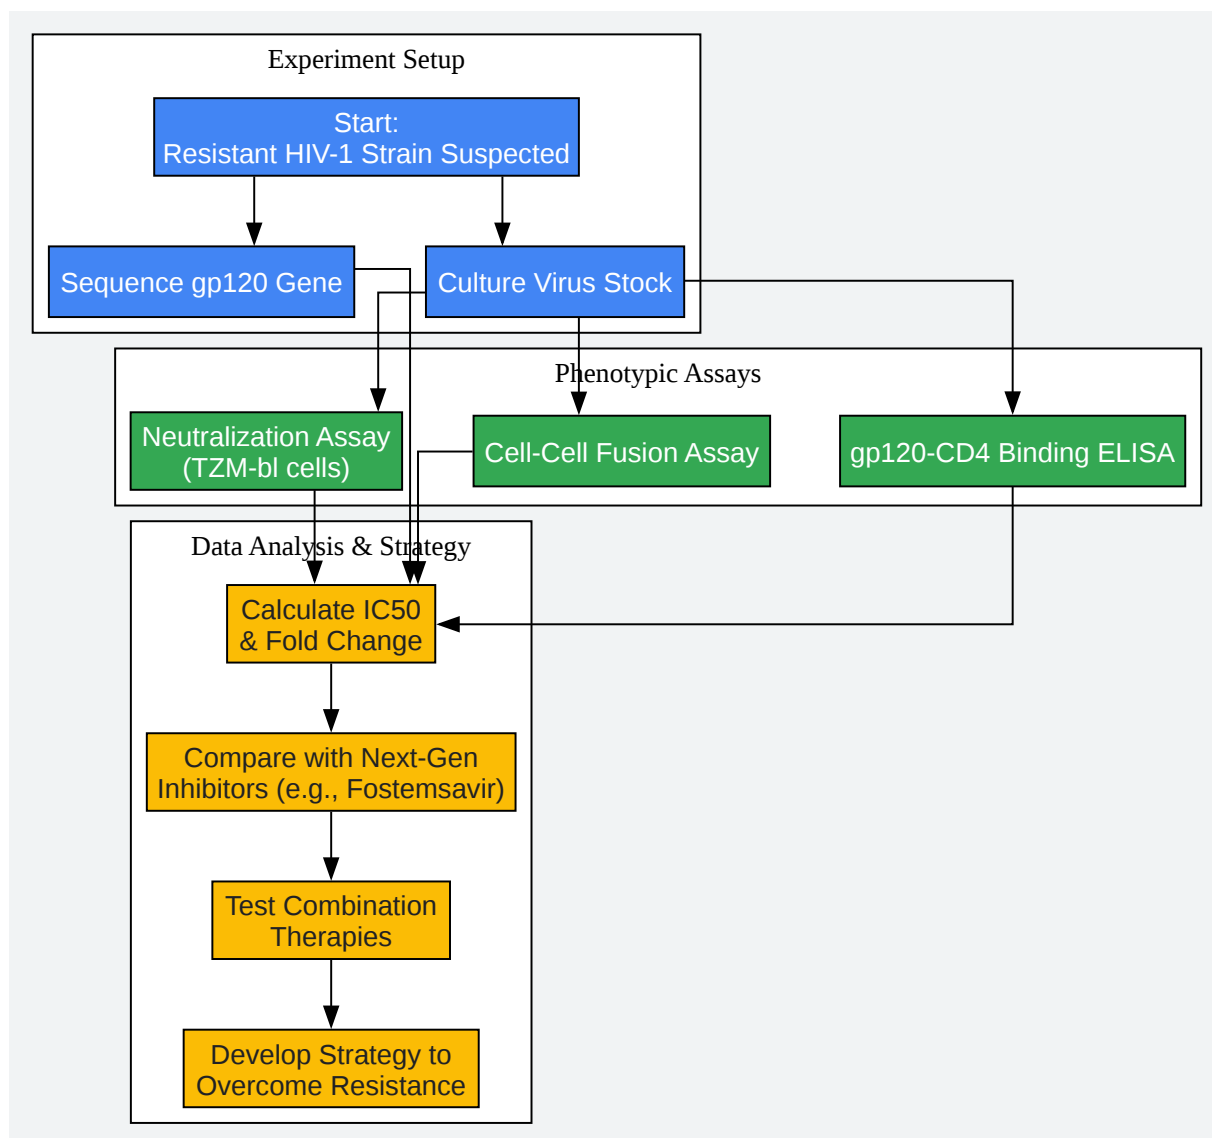 Experiment Setup
Start:
Resistant HIV-1 Strain Suspected
Sequence gp120 Gene
Culture Virus Stock
Phenotypic Assays
Neutralization Assay
(TZM-bl cells)
Cell-Cell Fusion Assay
gp120-CD4 Binding ELISA
Data Analysis & Strategy
Calculate IC50
& Fold Change
Compare with Next-Gen
Inhibitors (e.g., Fostemsavir)
Test Combination
Therapies
Develop Strategy to
Overcome Resistance